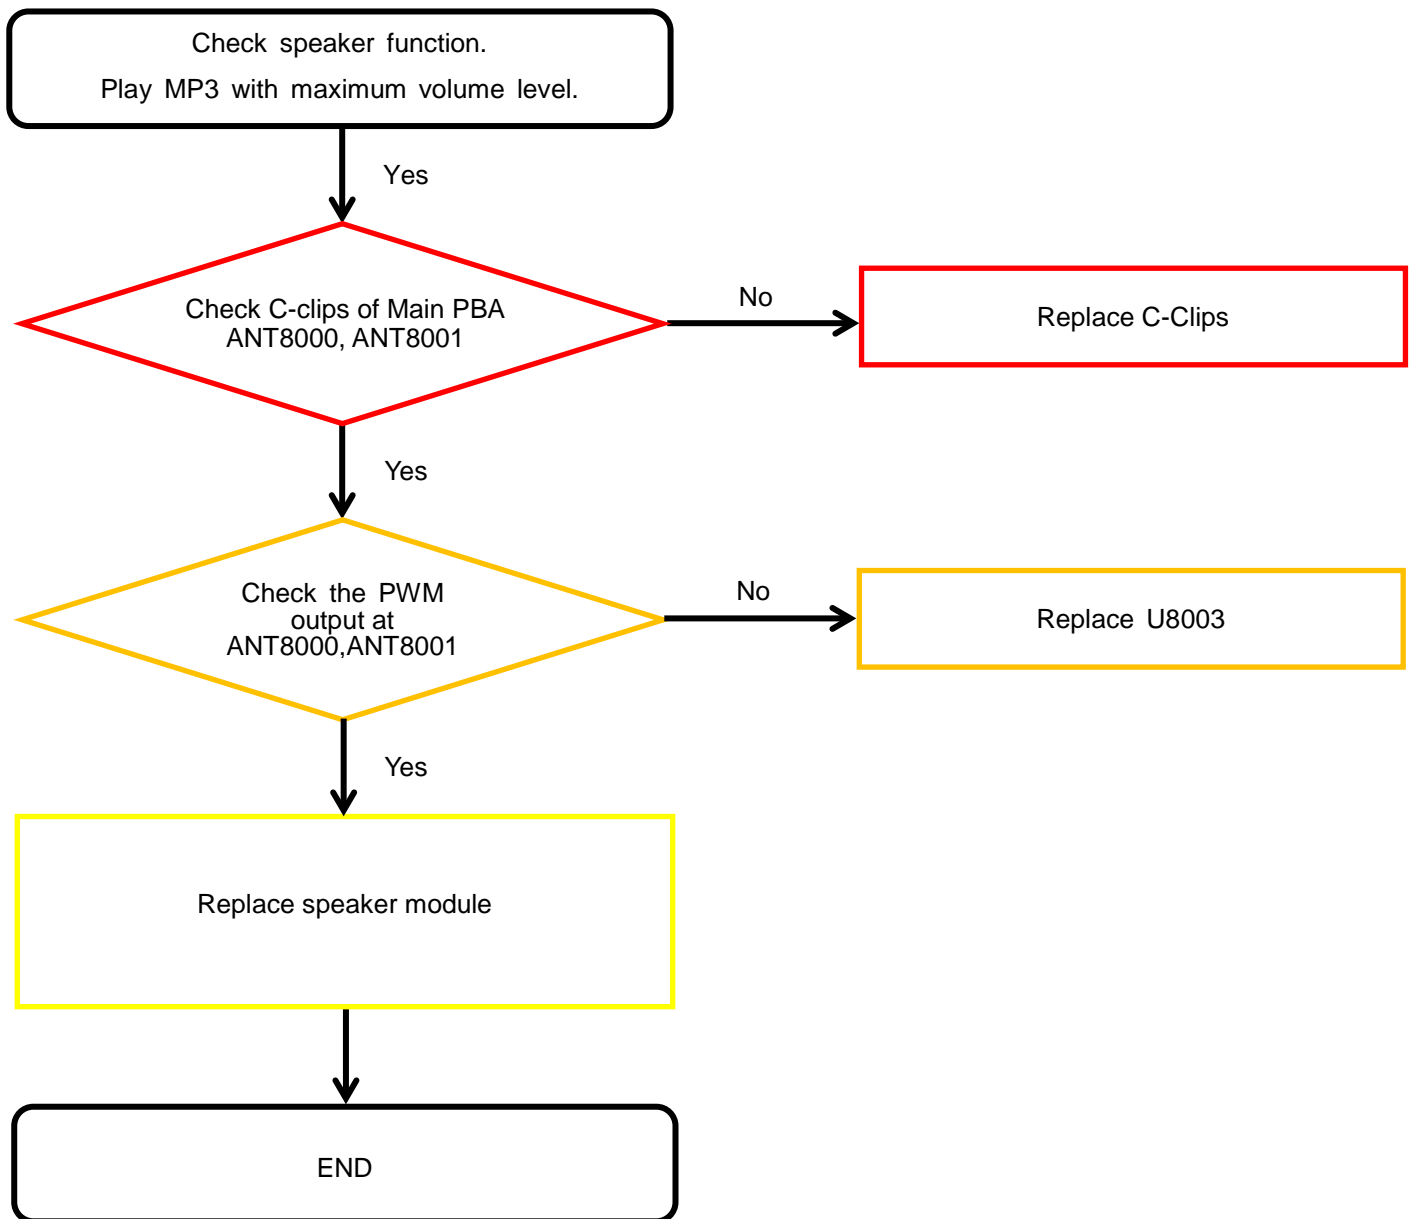 Check speaker function.
Play MP3 with maximum volume level.
Yes
Check C-clips of Main PBA
ANT8000, ANT8001
No
Replace C-Clips
Yes
Check the PWM
output at
ANT8000,ANT8001
No
Replace U8003
Yes
Replace speaker module
END